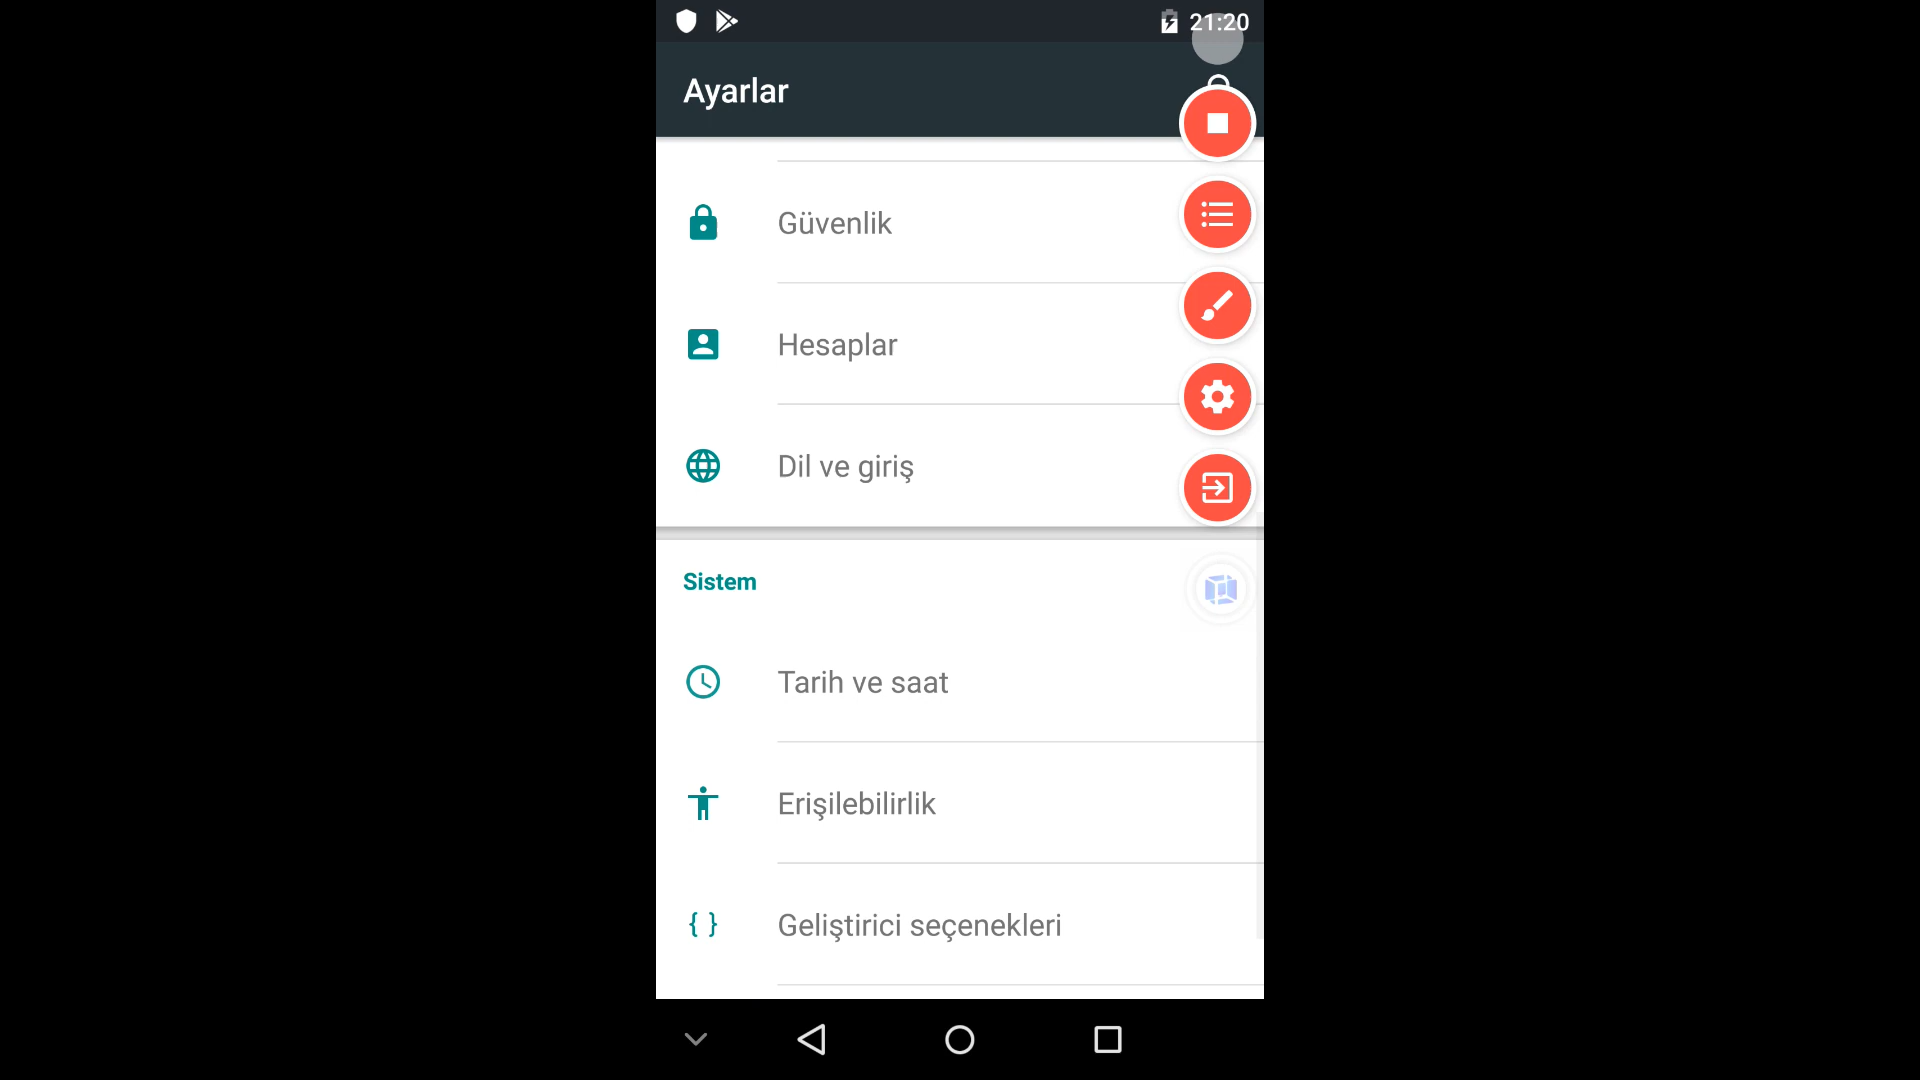 21:20
Ayarlar
Güvenlik
Hesaplar
Dil ve giriş
Sistem
Tarih ve saat
Erişilebilirlik
Geliştirici seçenekleri